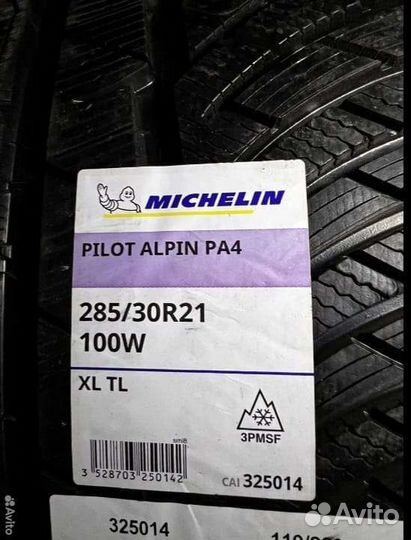 MICHELIN
PILOT ALPIN PA4
285/30R21
100W
XL TL
3PMSF
3 528703 250142
CAI 325014
325014
Avito
Avito